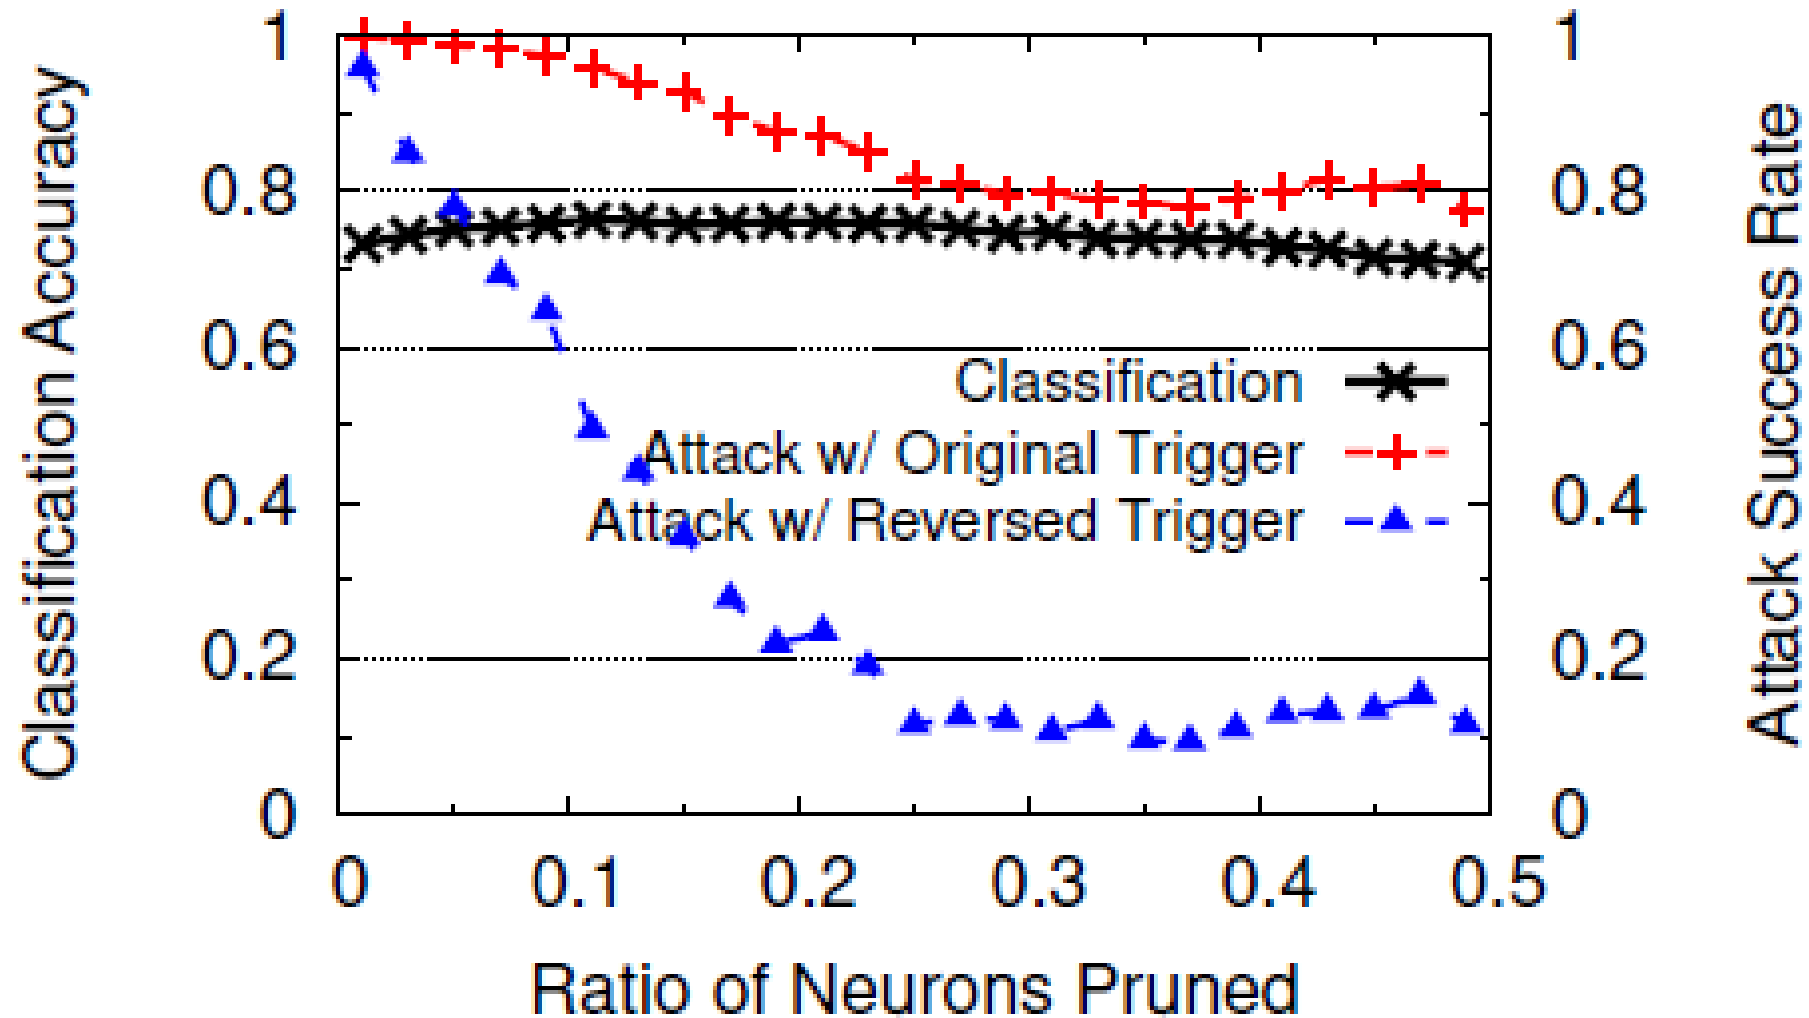 Classification Accuracy
1
0.8
0.6
0.4
0.2
0
Classification
Attack w/ Original Trigger
Attack w/ Reversed Trigger
1
0.8
0.6
0.4
0.2
0
Attack Success Rate
0 0.1 0.2 0.3 0.4 0.5
Ratio of Neurons Pruned